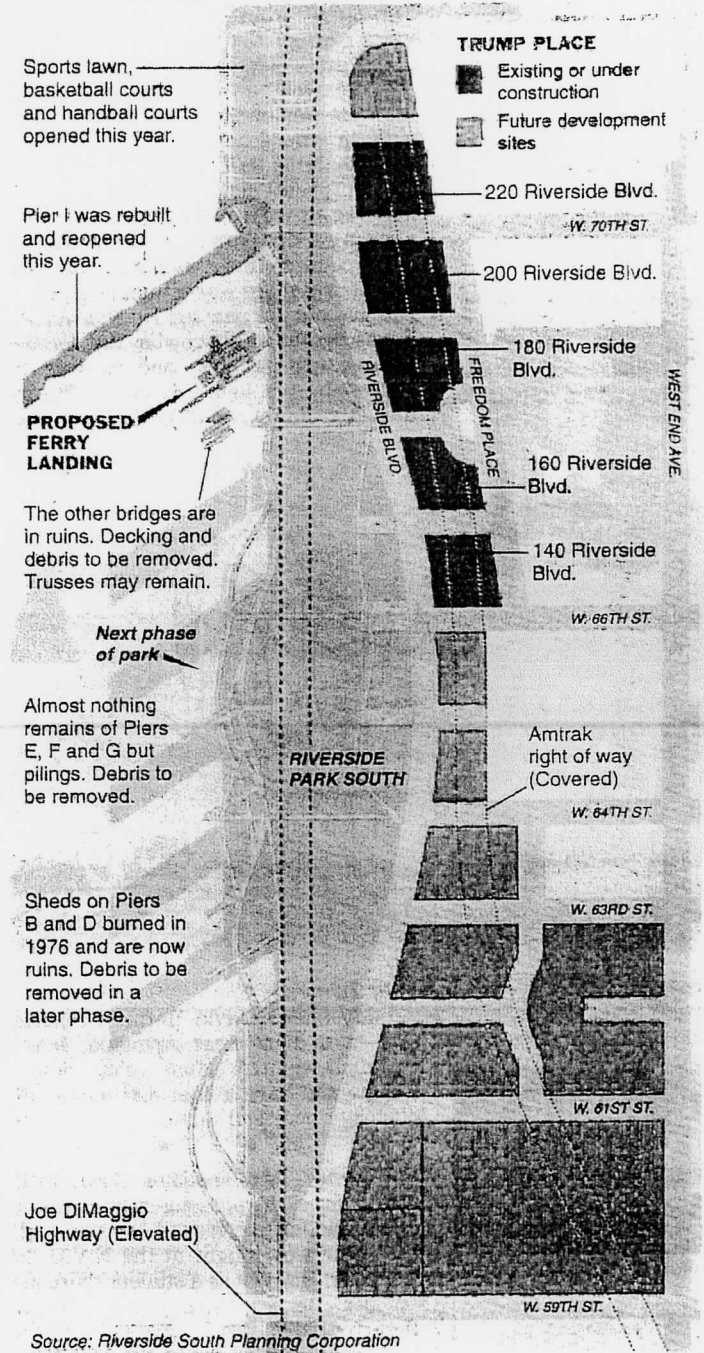 Sports lawn,
basketball courts
and handball courts
opened this year.
TRUMP PLACE
Existing or under
construction
Future development
sites
220 Riverside Blvd.
W. 70TH ST.
Pier I was rebuilt
and reopened
this year.
200 Riverside Blvd.
180 Riverside
Blvd.
RIVERSIDE BLVD.
FREEDOM PLACE
WEST END AVE.
PROPOSED
FERRY
LANDING
160 Riverside
Blvd.
The other bridges are
in ruins. Decking and
debris to be removed.
Trusses may remain.
140 Riverside
Blvd.
W. 66TH ST.
Next phase
of park
Almost nothing
remains of Piers
E, F and G but
pilings. Debris to
be removed.
RIVERSIDE
PARK SOUTH
Amtrak
right of way
(Covered)
W. 64TH ST.
Sheds on Piers
B and D burned in
1976 and are now
ruins. Debris to be
removed in a
later phase.
W. 63RD ST.
W. 61ST ST.
Joe DiMaggio
Highway (Elevated)
W. 59TH ST.
Source: Riverside South Planning Corporation